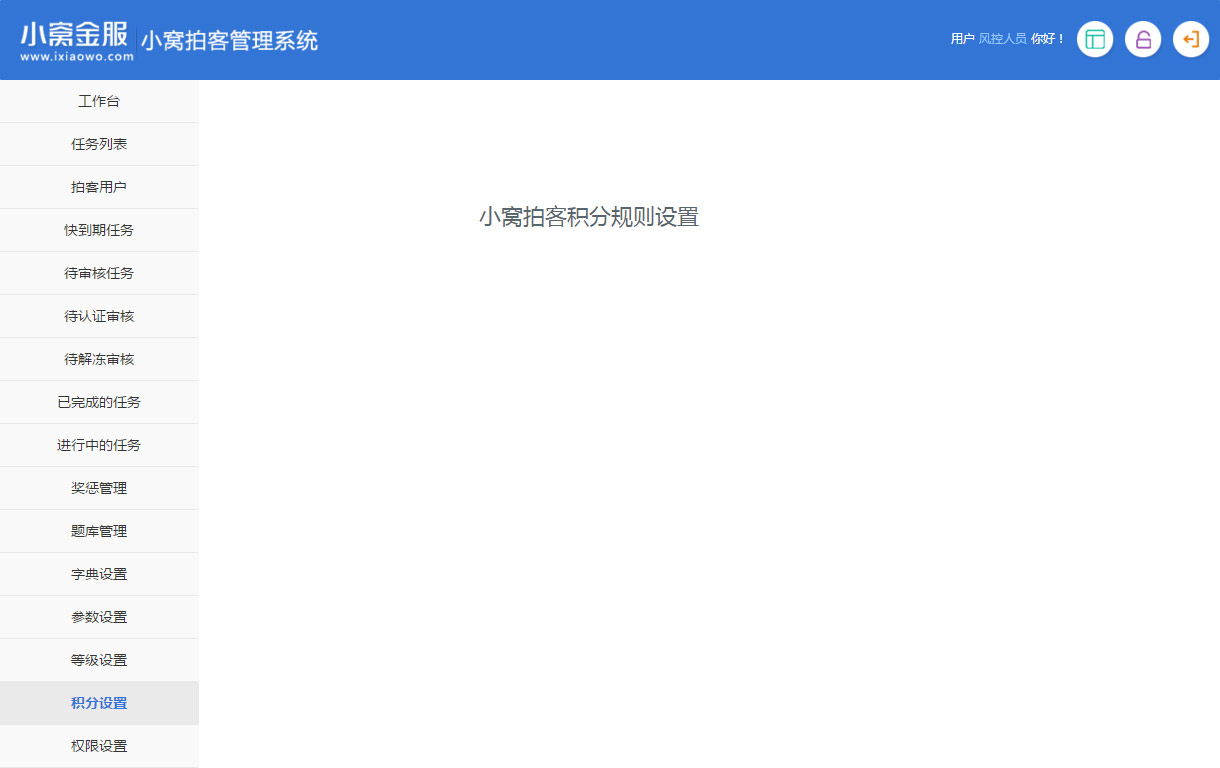 小窝金服
www.ixiaowo.com
小窝拍客管理系统
用户 风控人员 你好！
工作台
任务列表
拍客用户
快到期任务
待审核任务
待认证审核
待解冻审核
已完成的任务
进行中的任务
奖惩管理
题库管理
字典设置
参数设置
等级设置
积分设置
权限设置
小窝拍客积分规则设置